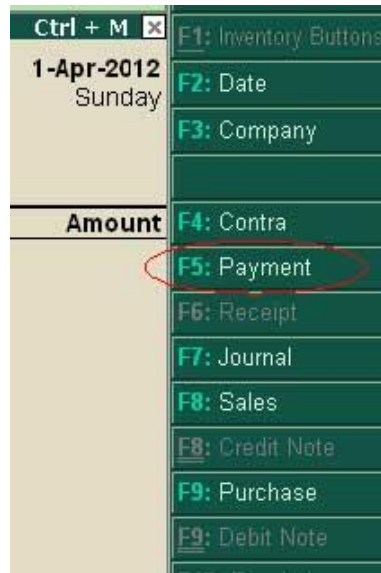 Ctrl + M
1-Apr-2012
Sunday
Amount
F1: Inventory Buttons
F2: Date
F3: Company
F4: Contra
F5: Payment
F6: Receipt
F7: Journal
F8: Sales
F8: Credit Note
F9: Purchase
F9: Debit Note